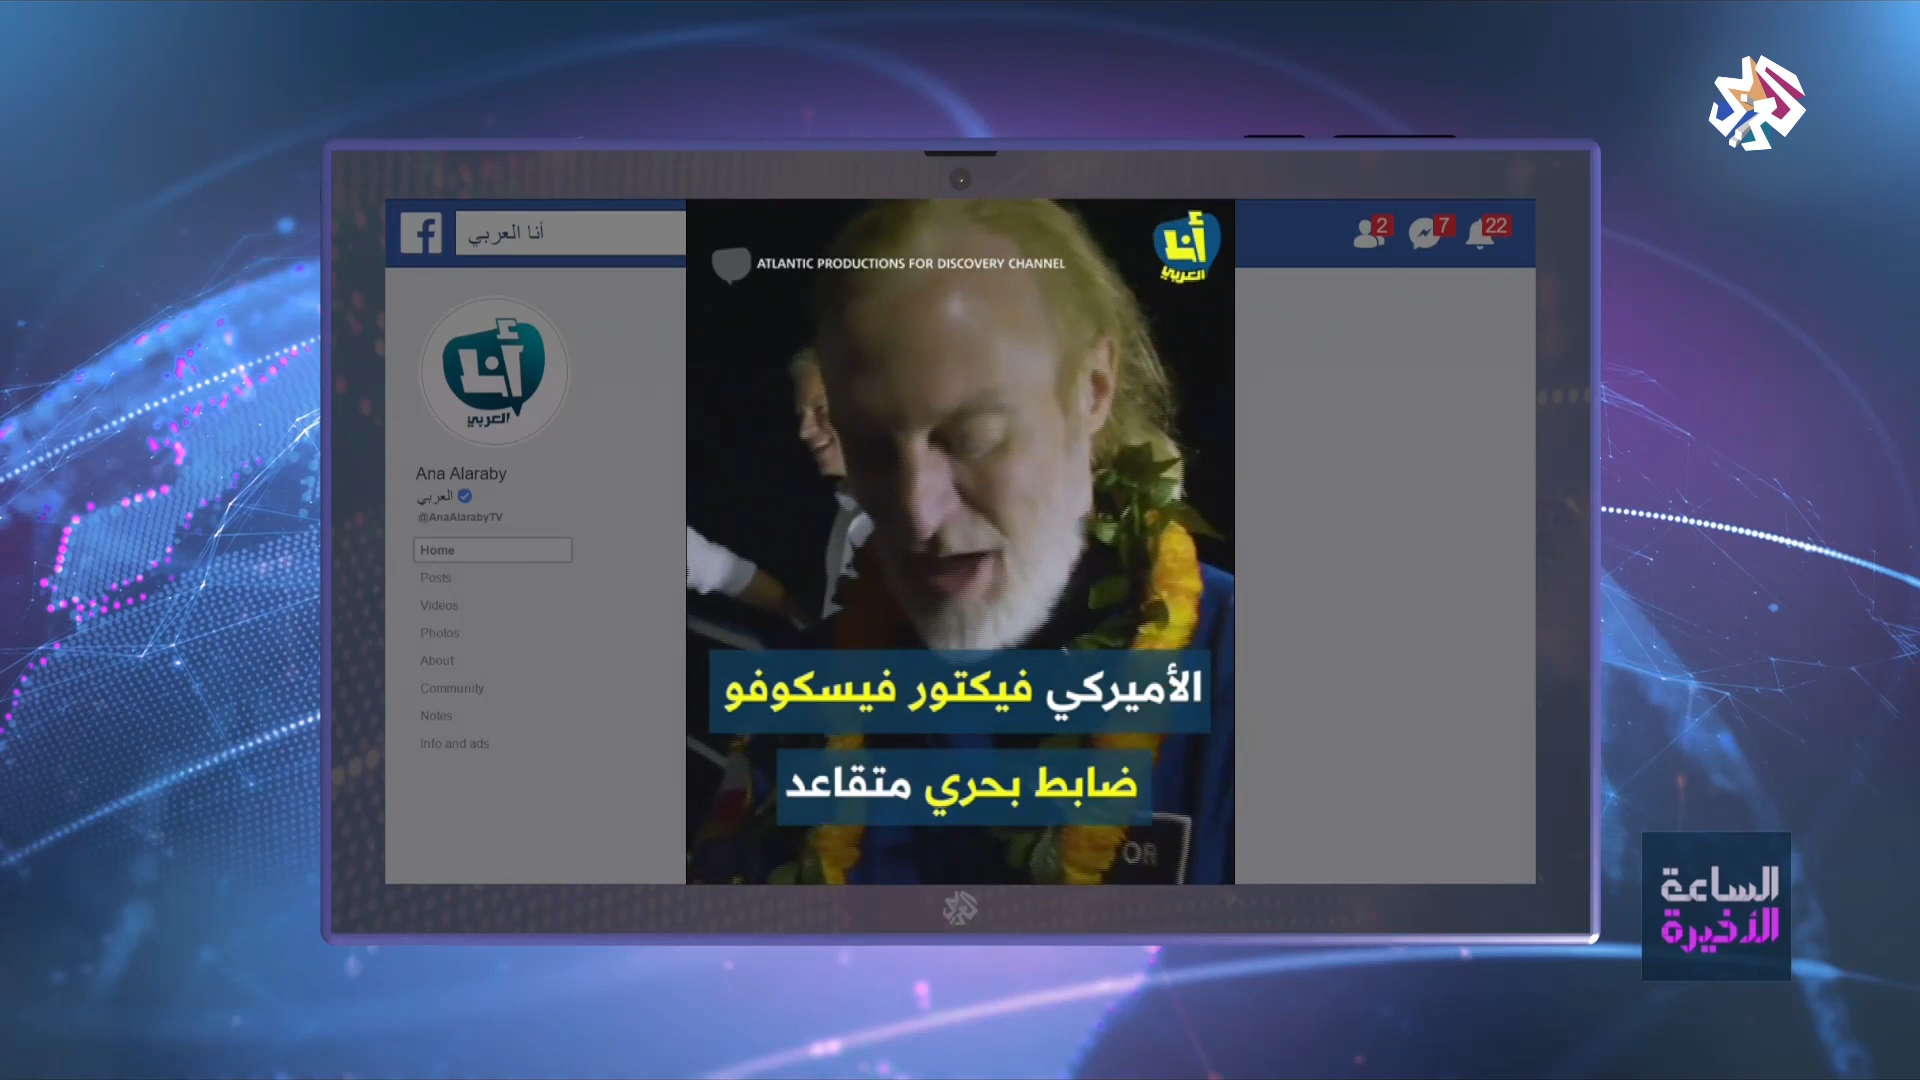 العربي
f
أنا العربي
2
7
22
ATLANTIC PRODUCTIONS FOR DISCOVERY CHANNEL
أنا
العربي
أنا
العربي
Ana Alaraby
العربي
@AnaAlarabyTV
Home
Posts
Videos
Photos
About
Community
Notes
Info and ads
الأميركي فيكتور فيسكوفو
ضابط بحري متقاعد
الساعة
الأخيرة